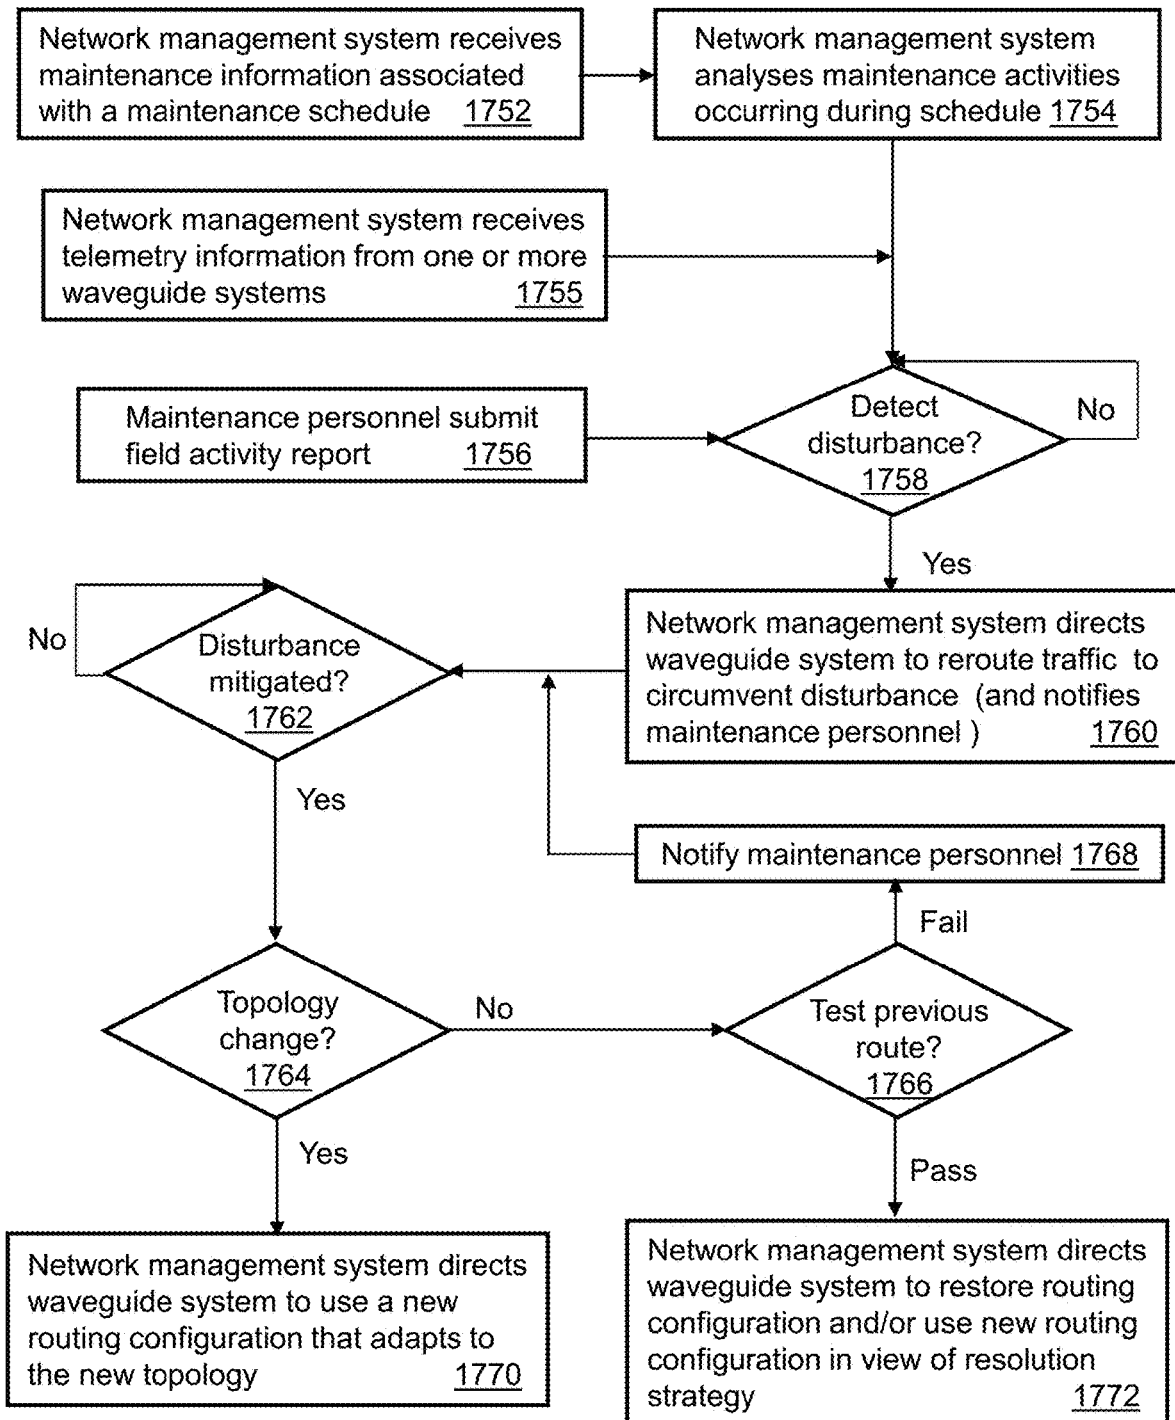 Network management system receives
maintenance information associated
with a maintenance schedule 1752
Network management system
analyses maintenance activities
occurring during schedule 1754
Network management system receives
telemetry information from one or more
waveguide systems 1755
Maintenance personnel submit
field activity report 1756
Detect
disturbance?
1758
No
Yes
Network management system directs
waveguide system to reroute traffic to
circumvent disturbance (and notifies
maintenance personnel ) 1760
Disturbance
mitigated?
1762
No
Yes
Notify maintenance personnel 1768
Fail
Topology
change?
1764
No
Test previous
route?
1766
Yes
Pass
Network management system directs
waveguide system to use a new
routing configuration that adapts to
the new topology 1770
Network management system directs
waveguide system to restore routing
configuration and/or use new routing
configuration in view of resolution
strategy 1772